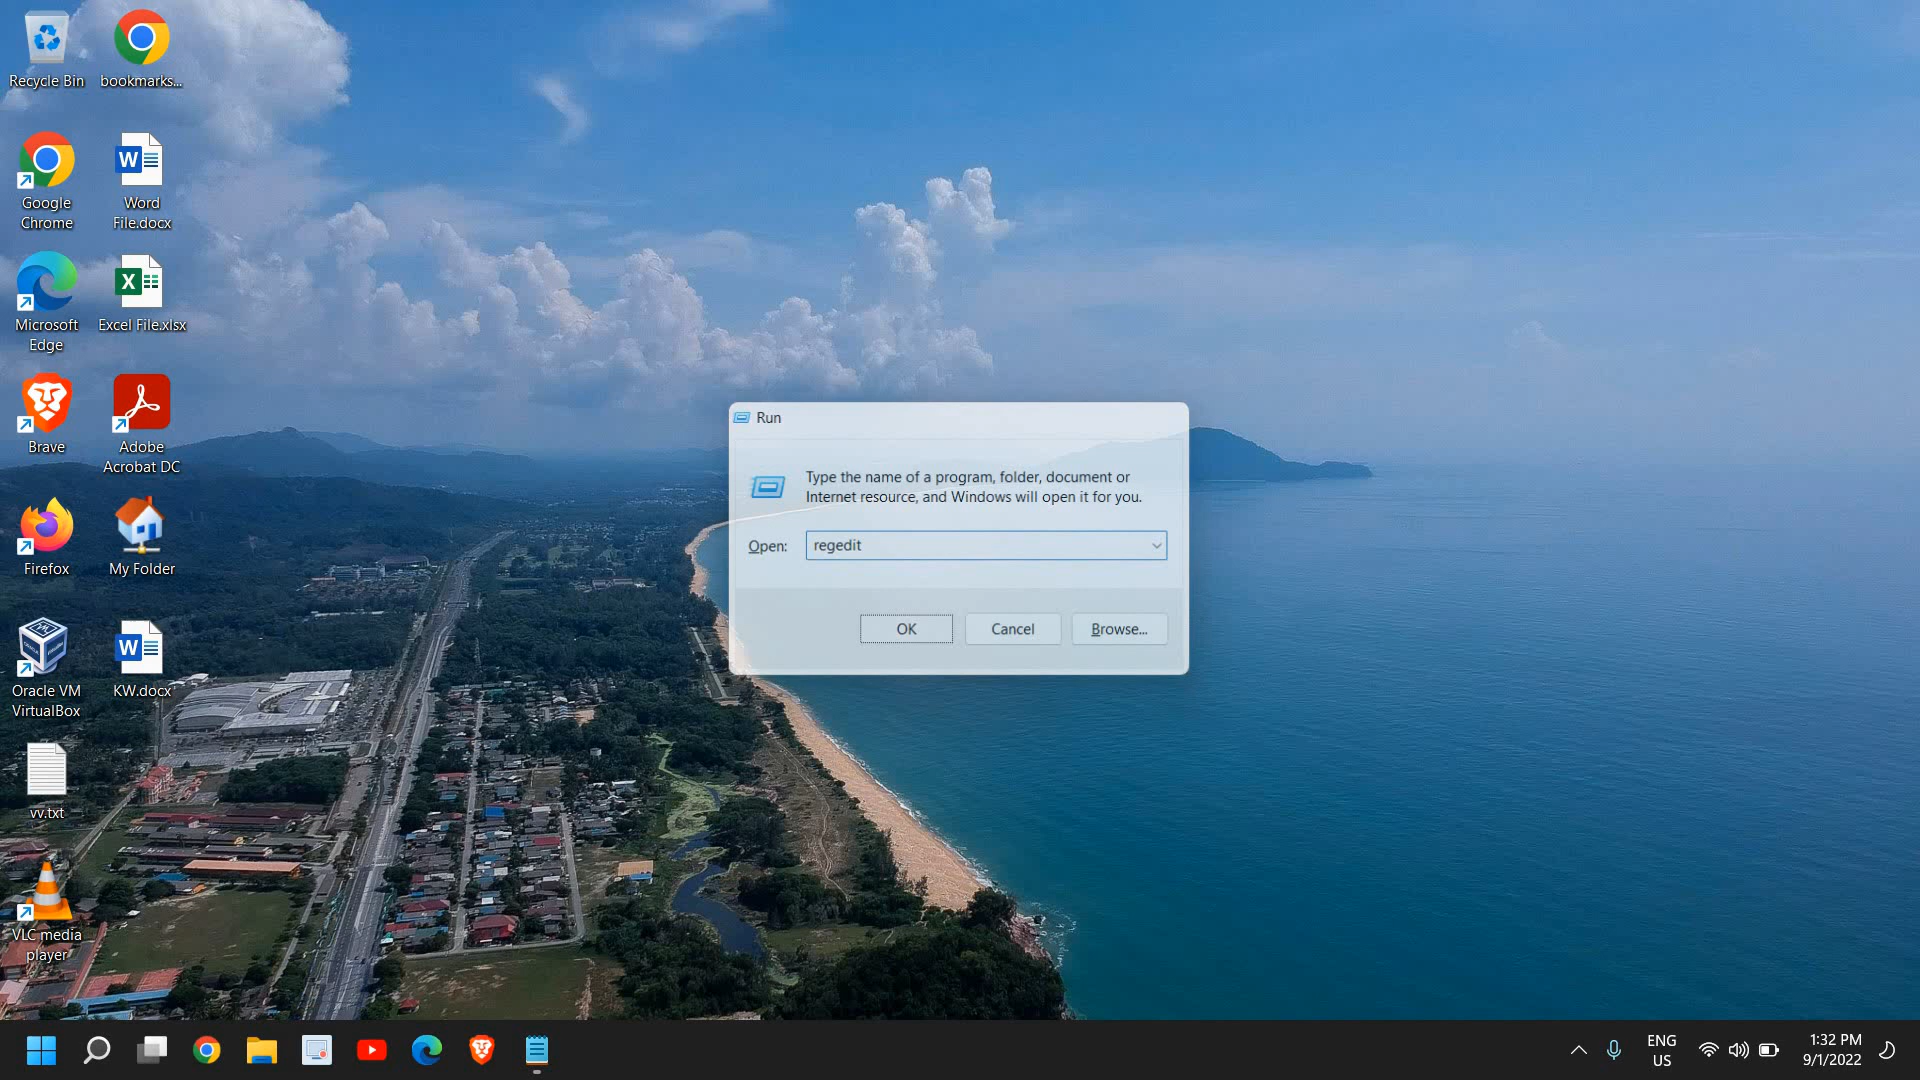 Recycle Bin
bookmarks...
Google
Chrome
Word
File.docx
Microsoft
Edge
Excel File.xlsx
Brave
Adobe
Acrobat DC
Firefox
My Folder
Oracle VM
VirtualBox
KW.docx
vv.txt
VLC media
player
Run
Type the name of a program, folder, document or
Internet resource, and Windows will open it for you.
Open: regedit
OK Cancel Browse...
ENG
US
1:32 PM
9/1/2022